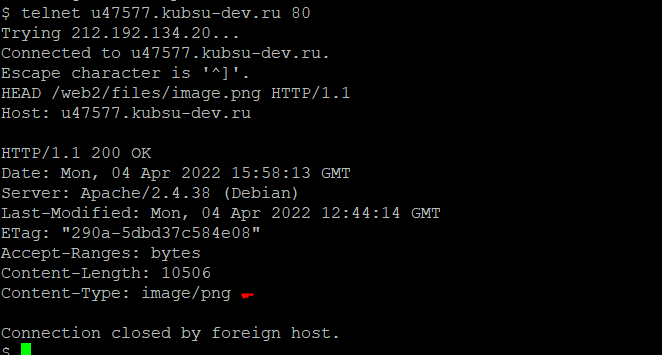 $ telnet u47577.kubsu-dev.ru 80
Trying 212.192.134.20...
Connected to u47577.kubsu-dev.ru.
Escape character is '^]'.
HEAD /web2/files/image.png HTTP/1.1
Host: u47577.kubsu-dev.ru

HTTP/1.1 200 OK
Date: Mon, 04 Apr 2022 15:58:13 GMT
Server: Apache/2.4.38 (Debian)
Last-Modified: Mon, 04 Apr 2022 12:44:14 GMT
ETag: "290a-5dbd37c584e08"
Accept-Ranges: bytes
Content-Length: 10506
Content-Type: image/png

Connection closed by foreign host.
$